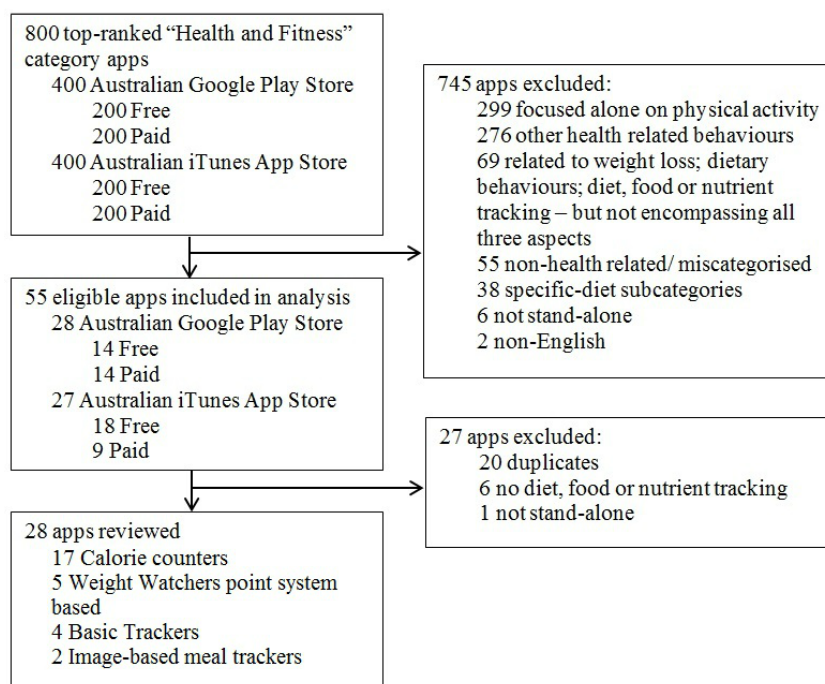 800 top-ranked “Health and Fitness”
category apps
400 Australian Google Play Store
200 Free
200 Paid
400 Australian iTunes App Store
200 Free
200 Paid
745 apps excluded:
299 focused alone on physical activity
276 other health related behaviours
69 related to weight loss; dietary
behaviours; diet, food or nutrient
tracking – but not encompassing all
three aspects
55 non-health related/ miscategorised
38 specific-diet subcategories
6 not stand-alone
2 non-English
55 eligible apps included in analysis
28 Australian Google Play Store
14 Free
14 Paid
27 Australian iTunes App Store
18 Free
9 Paid
27 apps excluded:
20 duplicates
6 no diet, food or nutrient tracking
1 not stand-alone
28 apps reviewed
17 Calorie counters
5 Weight Watchers point system
based
4 Basic Trackers
2 Image-based meal trackers